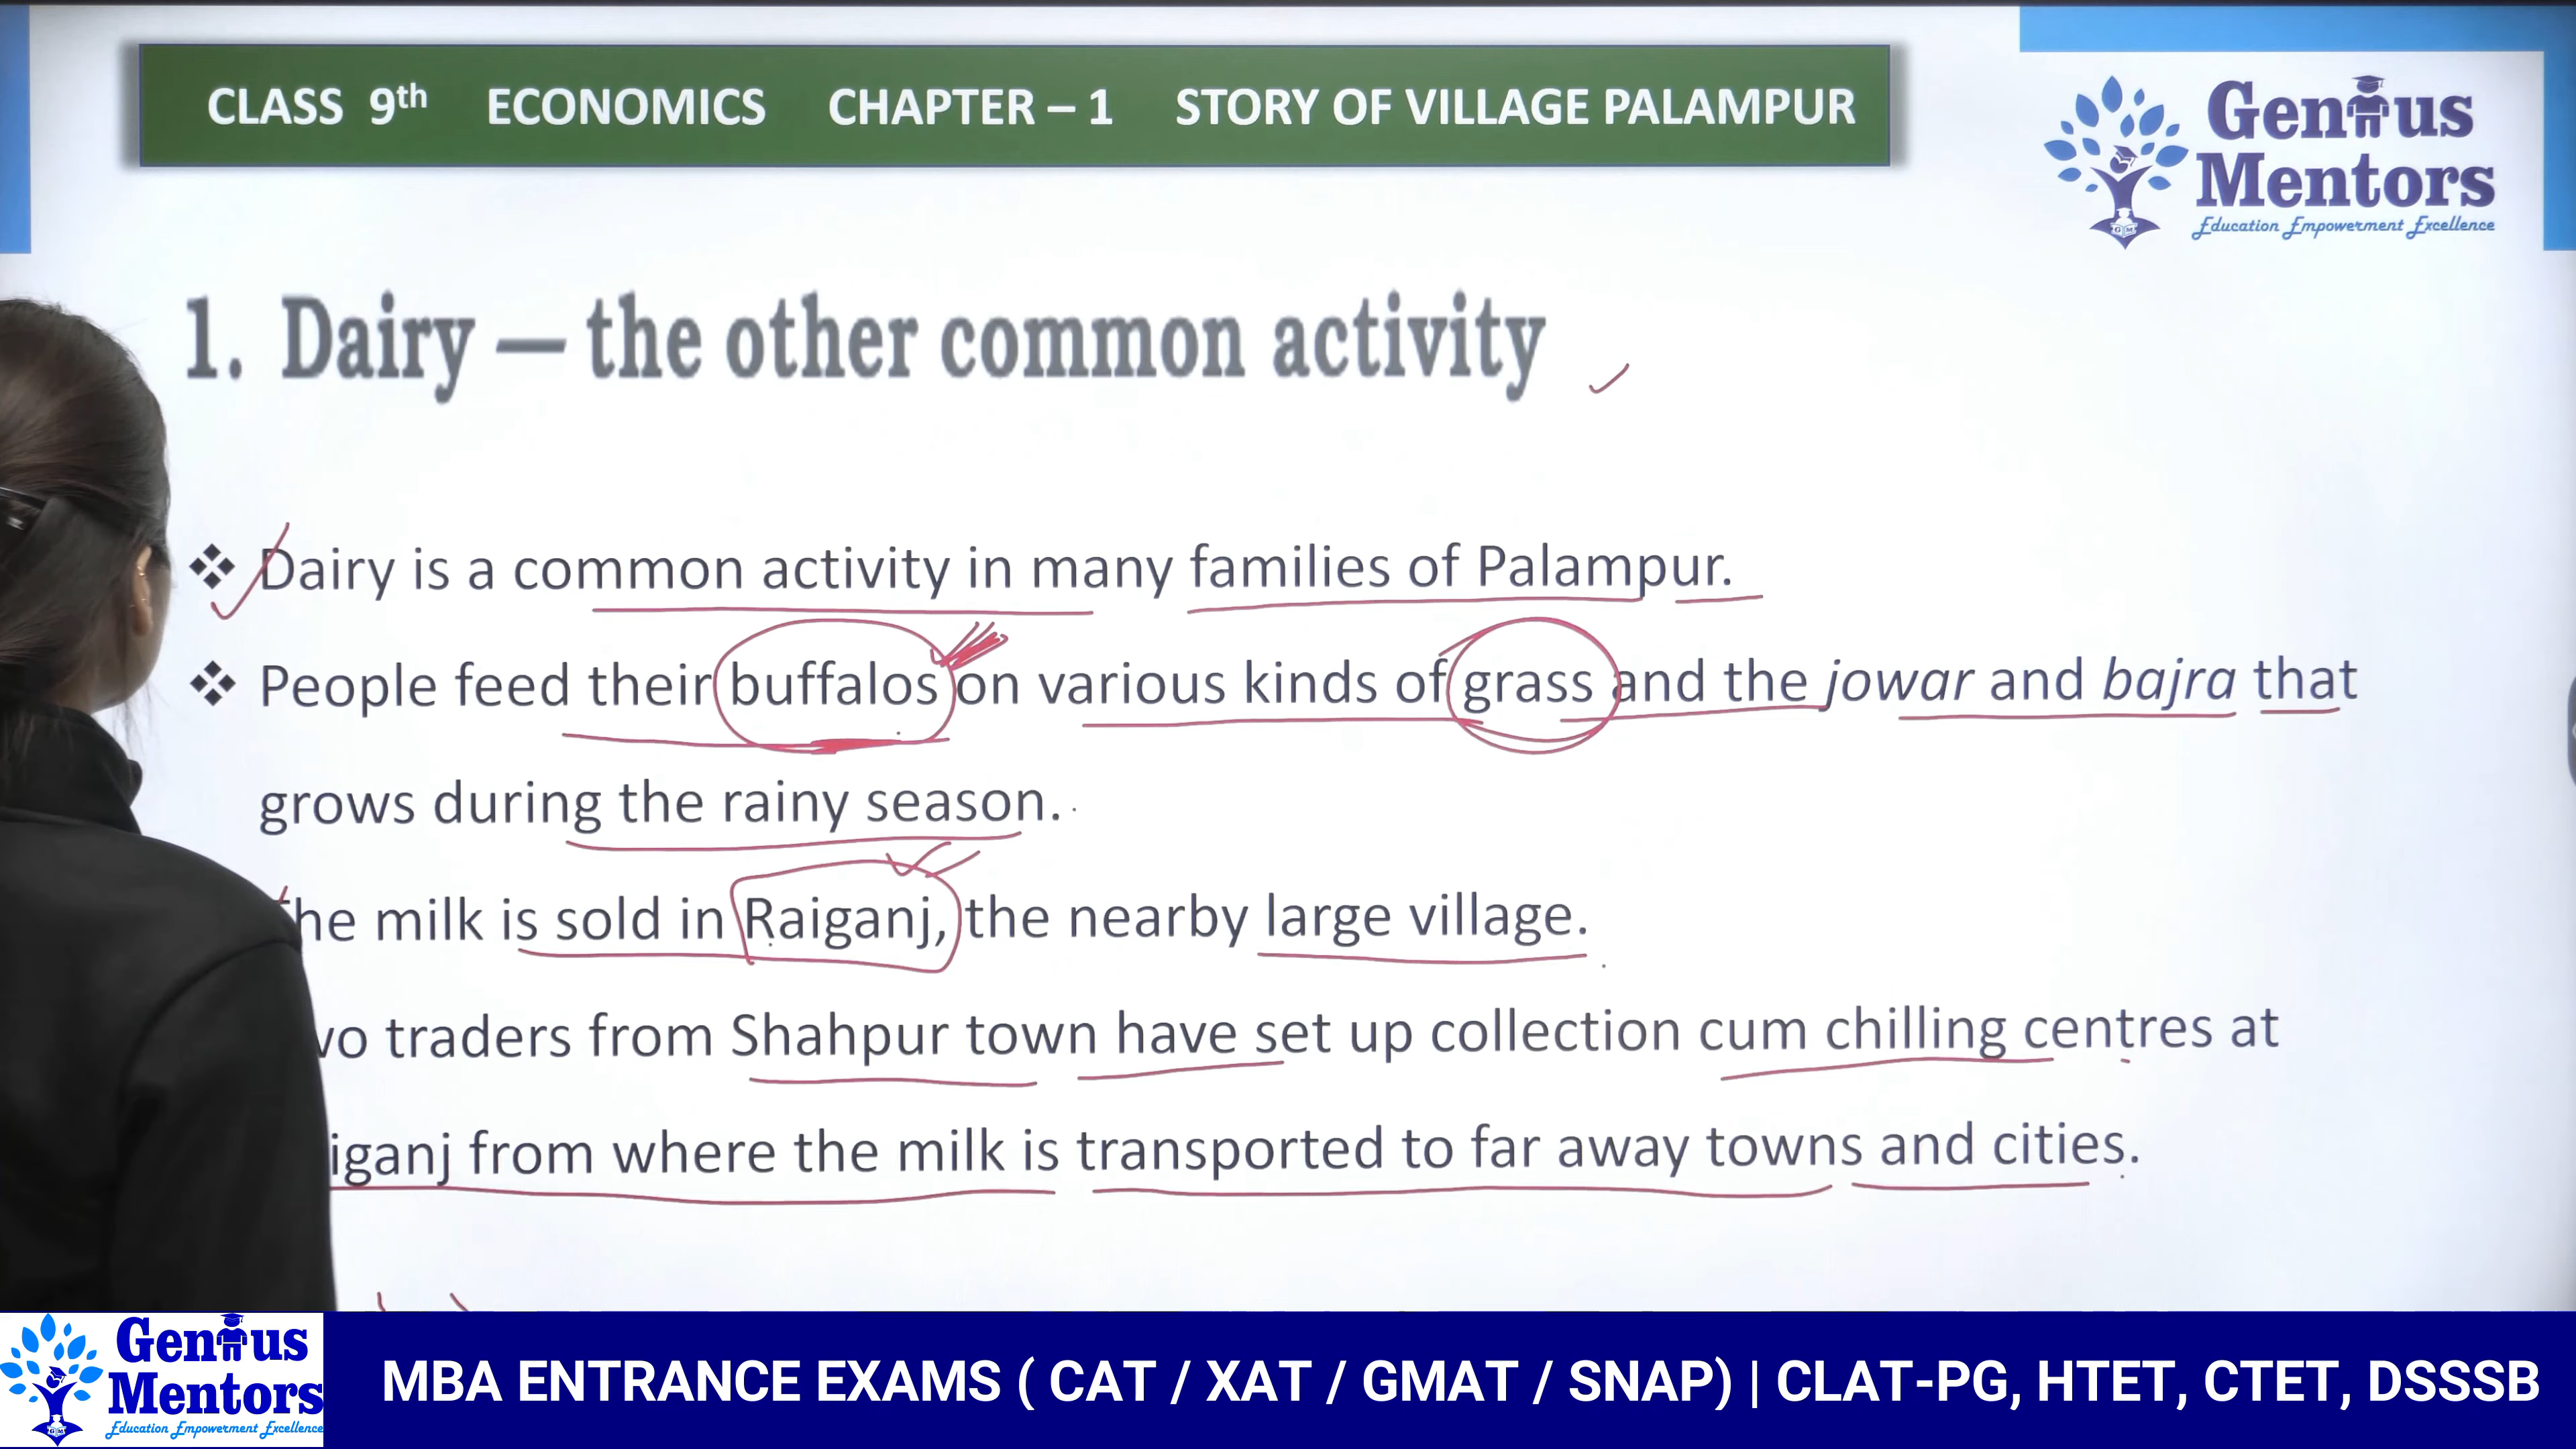 CLASS 9th ECONOMICS CHAPTER – 1 STORY OF VILLAGE PALAMPUR
Genius
Mentors
Education Empowerment Excellence
1. Dairy — the other common activity
❖ Dairy is a common activity in many families of Palampur.
❖ People feed their buffalos on various kinds of grass and the jowar and bajra that
grows during the rainy season.
he milk is sold in Raiganj, the nearby large village.
wo traders from Shahpur town have set up collection cum chilling centres at
iganj from where the milk is transported to far away towns and cities.
Genius
Mentors
Education Empowerment Excellence
MBA ENTRANCE EXAMS ( CAT / XAT / GMAT / SNAP) | CLAT-PG, HTET, CTET, DSSSB